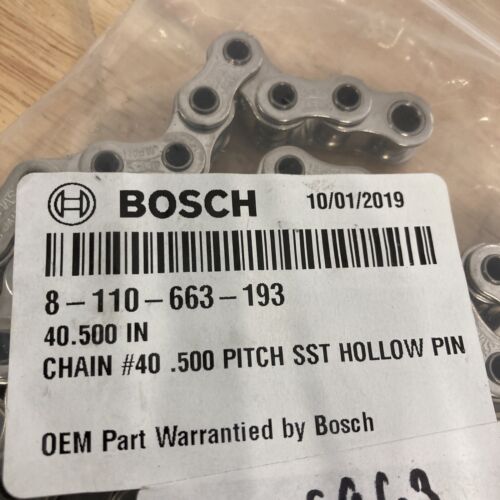 BOSCH 10/01/2019
8-110-663-193
40.500 IN
CHAIN #40 .500 PITCH SST HOLLOW PIN
OEM Part Warrantied by Bosch